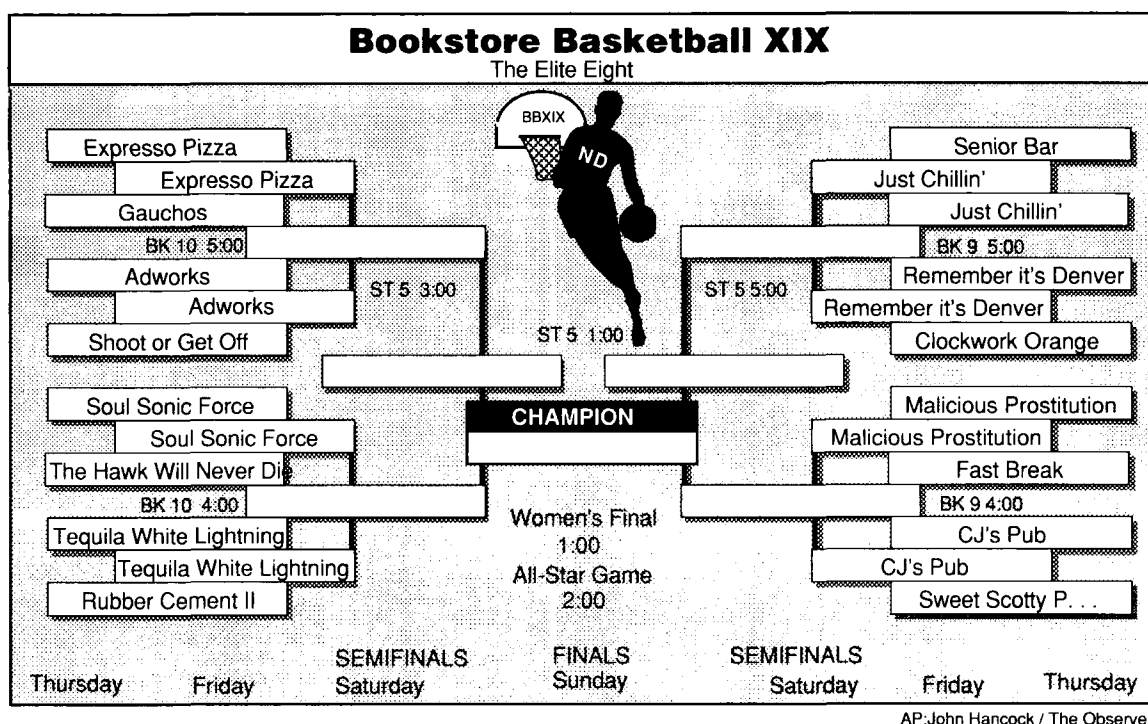 Bookstore Basketball XIX
The Elite Eight
BBXIX
ND
Expresso Pizza
Expresso Pizza
Gauchos
BK 10 5:00
Adworks
Adworks
Shoot or Get Off
ST 5 3:00
Soul Sonic Force
Soul Sonic Force
The Hawk Will Never Die
BK 10 4:00
Tequila White Lightning
Tequila White Lightning
Rubber Cement II
ST 5 1:00
CHAMPION
Women's Final
1:00
All-Star Game
2:00
Senior Bar
Just Chillin'
Just Chillin'
BK 9 5:00
Remember it's Denver
Remember it's Denver
Clockwork Orange
ST 5 5:00
Malicious Prostitution
Malicious Prostitution
Fast Break
BK 9 4:00
CJ's Pub
CJ's Pub
Sweet Scotty P. . .
Thursday
Friday
SEMIFINALS
Saturday
FINALS
Sunday
SEMIFINALS
Saturday
Friday
Thursday
AP:John Hancock / The Observe